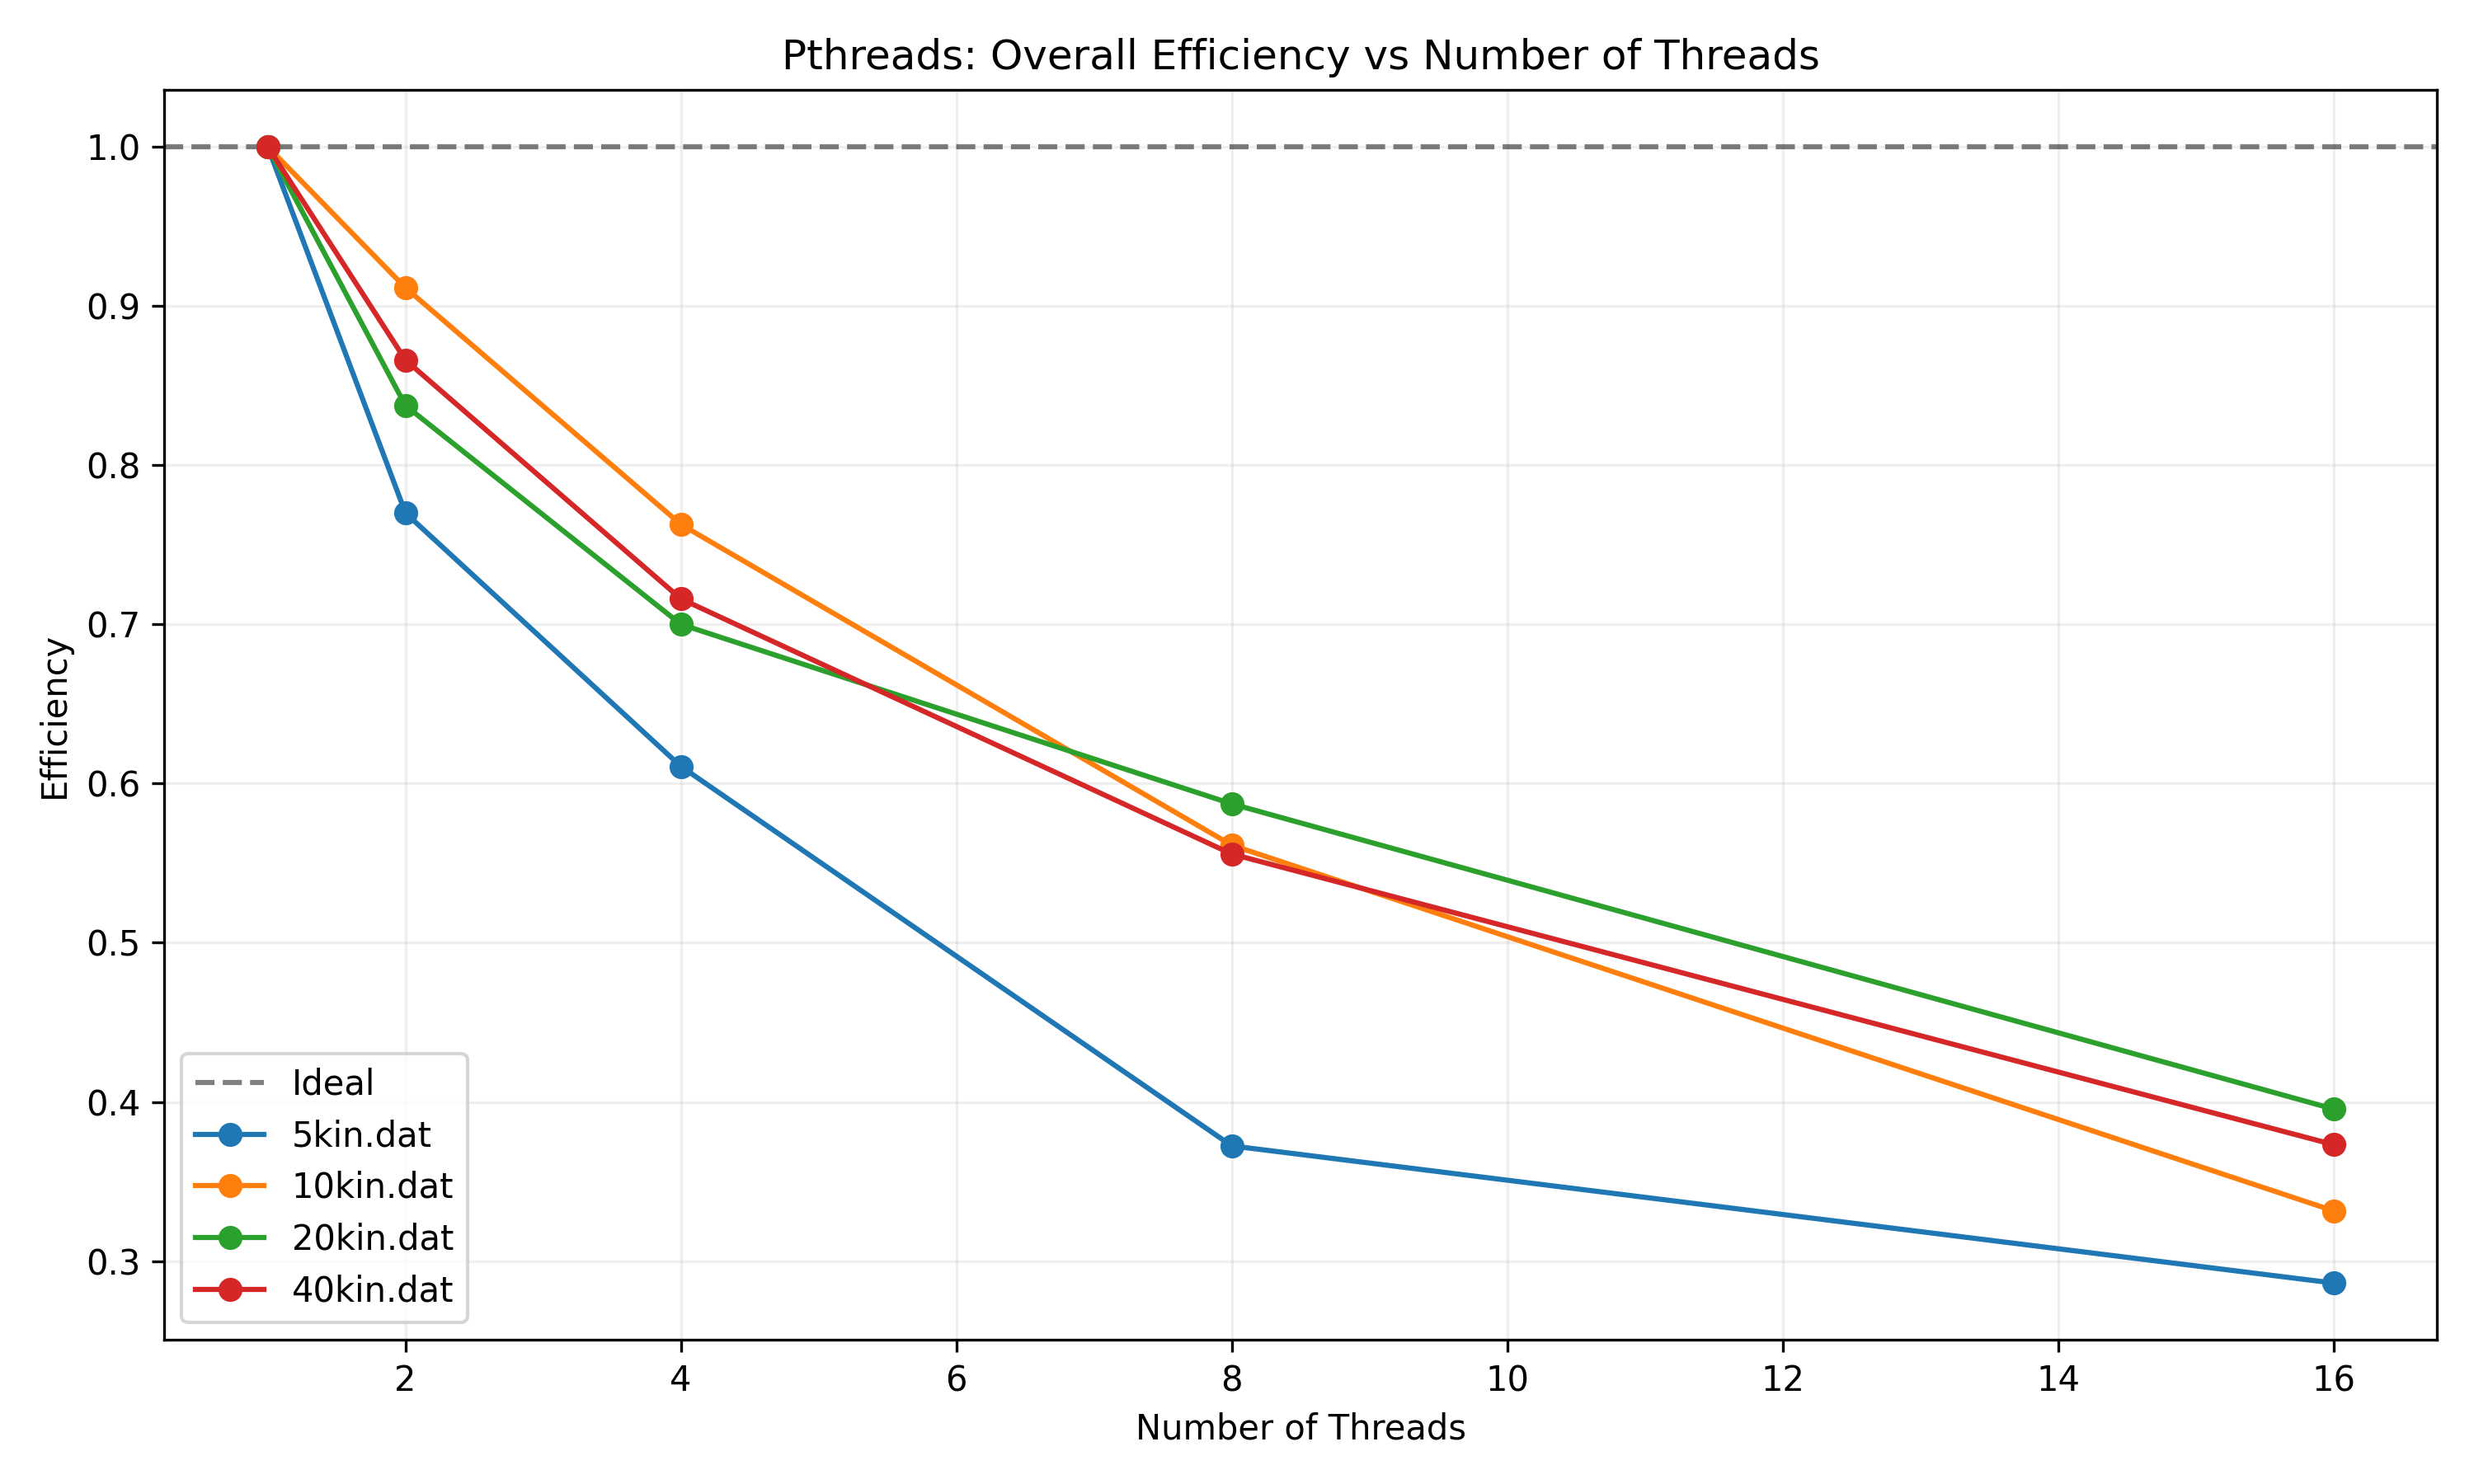 Pthreads: Overall Efficiency vs Number of Threads
Efficiency
1.0
0.9
0.8
0.7
0.6
0.5
0.4
0.3
Ideal
5kin.dat
10kin.dat
20kin.dat
40kin.dat
2 4 6 8 10 12 14 16
Number of Threads